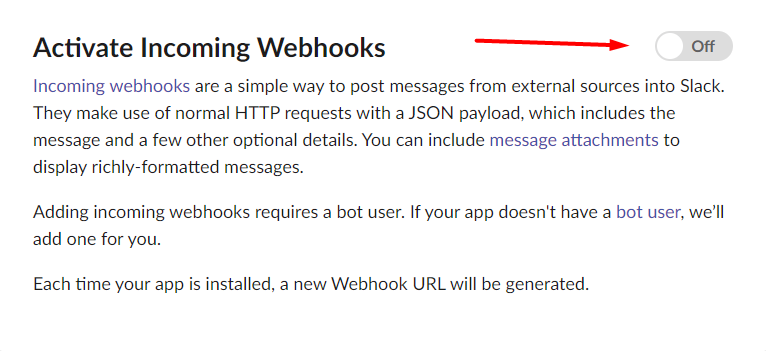 Activate Incoming Webhooks
Off
Incoming webhooks are a simple way to post messages from external sources into Slack.
They make use of normal HTTP requests with a JSON payload, which includes the
message and a few other optional details. You can include message attachments to
display richly-formatted messages.
Adding incoming webhooks requires a bot user. If your app doesn't have a bot user, we’ll
add one for you.
Each time your app is installed, a new Webhook URL will be generated.